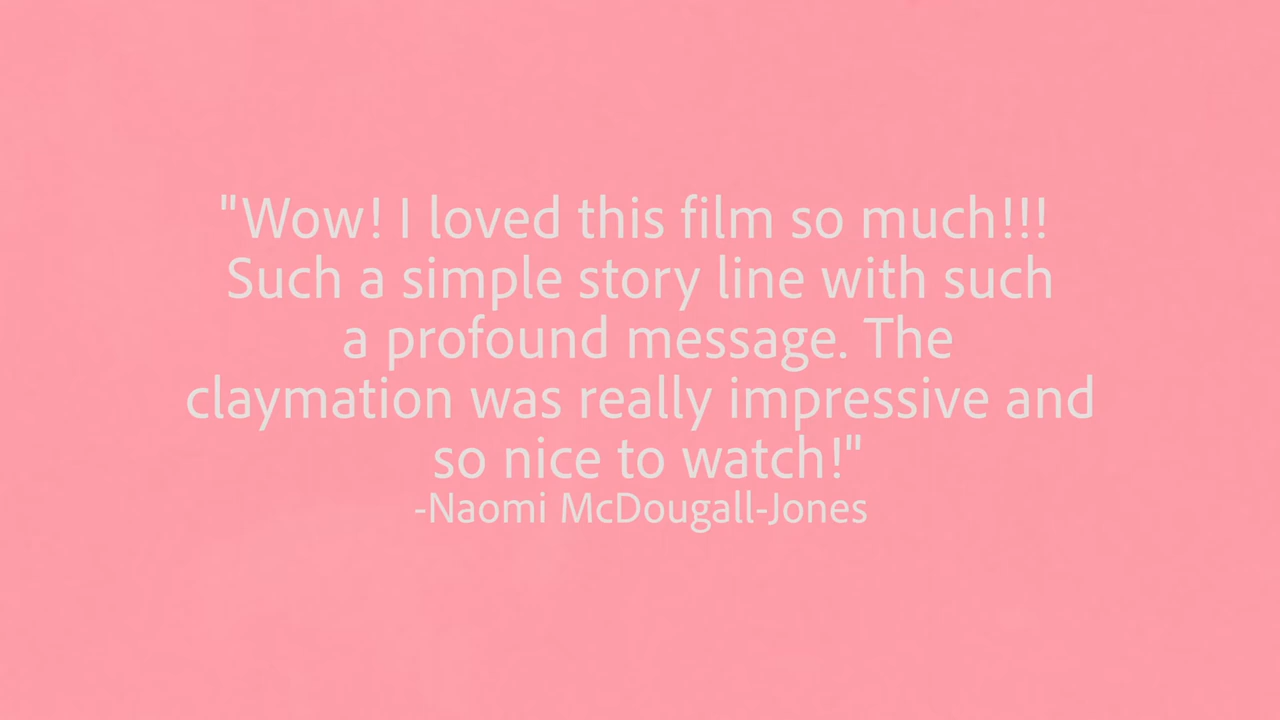 "Wow! I loved this film so much!!!
Such a simple story line with such
a profound message. The
claymation was really impressive and
so nice to watch!"
-Naomi McDougall-Jones